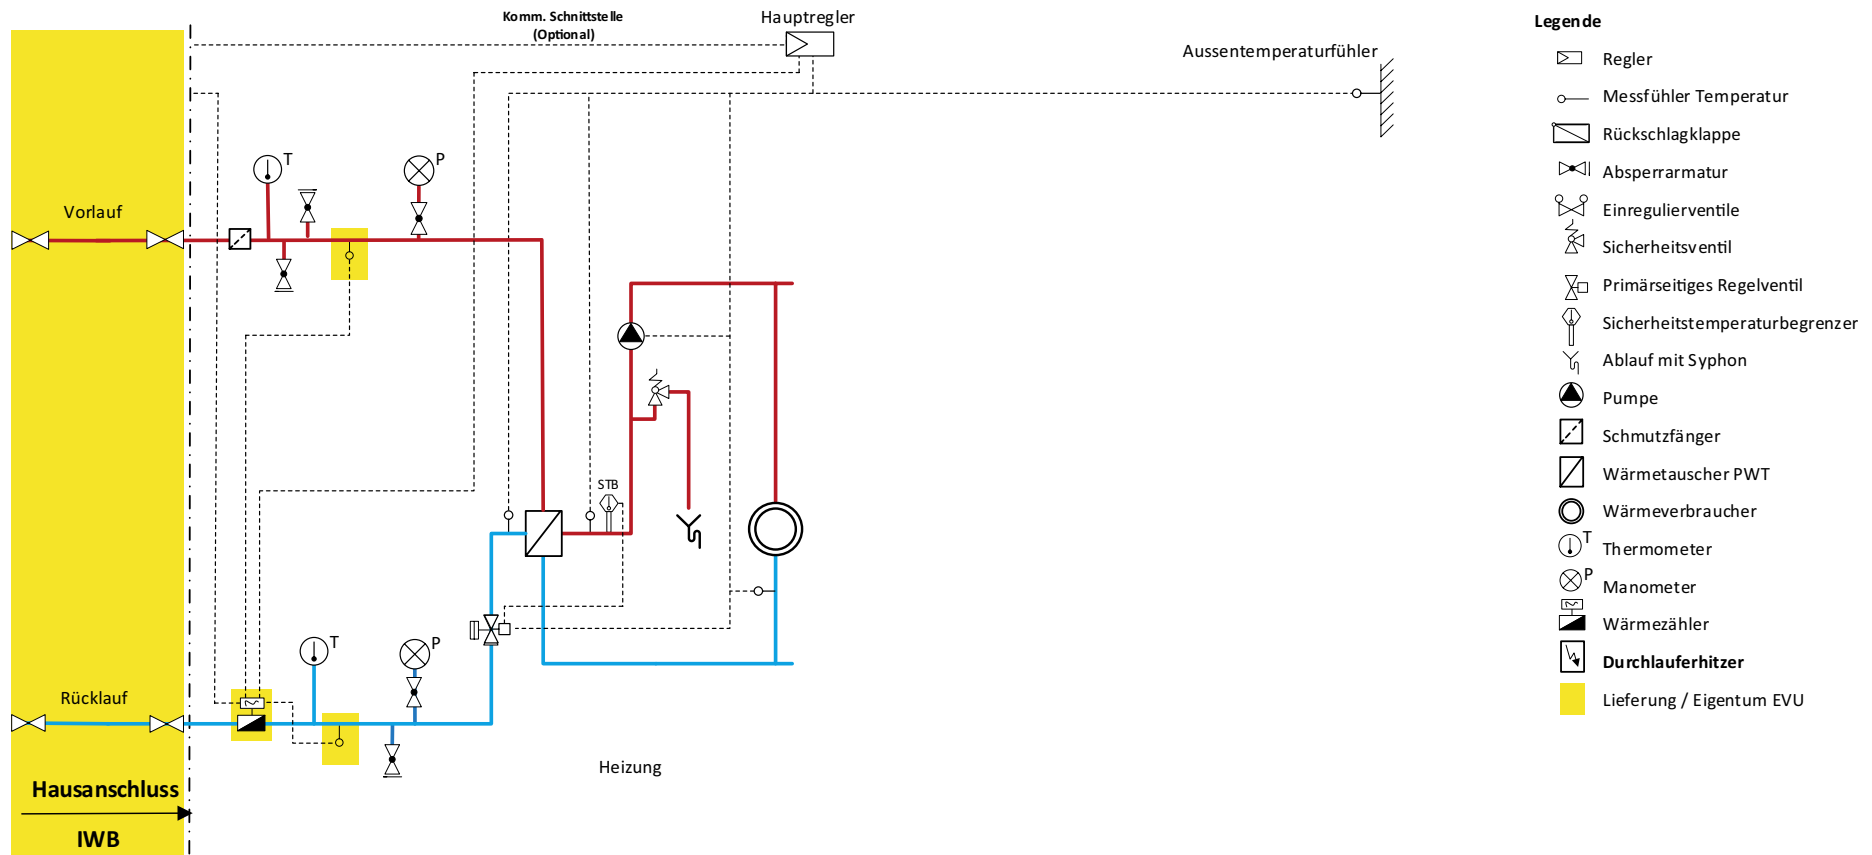 Komm. Schnittstelle
(Optional)
Hauptregler
Aussentemperaturfühler
T
P
Vorlauf
STB
T
P
Rücklauf
Heizung
Hausanschluss
IWB
Legende
Regler
Messfühler Temperatur
Rückschlagklappe
Absperrarmatur
Einregulierventile
Sicherheitsventil
Primärseitiges Regelventil
Sicherheitstemperaturbegrenzer
Ablauf mit Syphon
Pumpe
Schmutzfänger
Wärmetauscher PWT
Wärmeverbraucher
T Thermometer
P Manometer
Wärmezähler
Durchlauferhitzer
Lieferung / Eigentum EVU